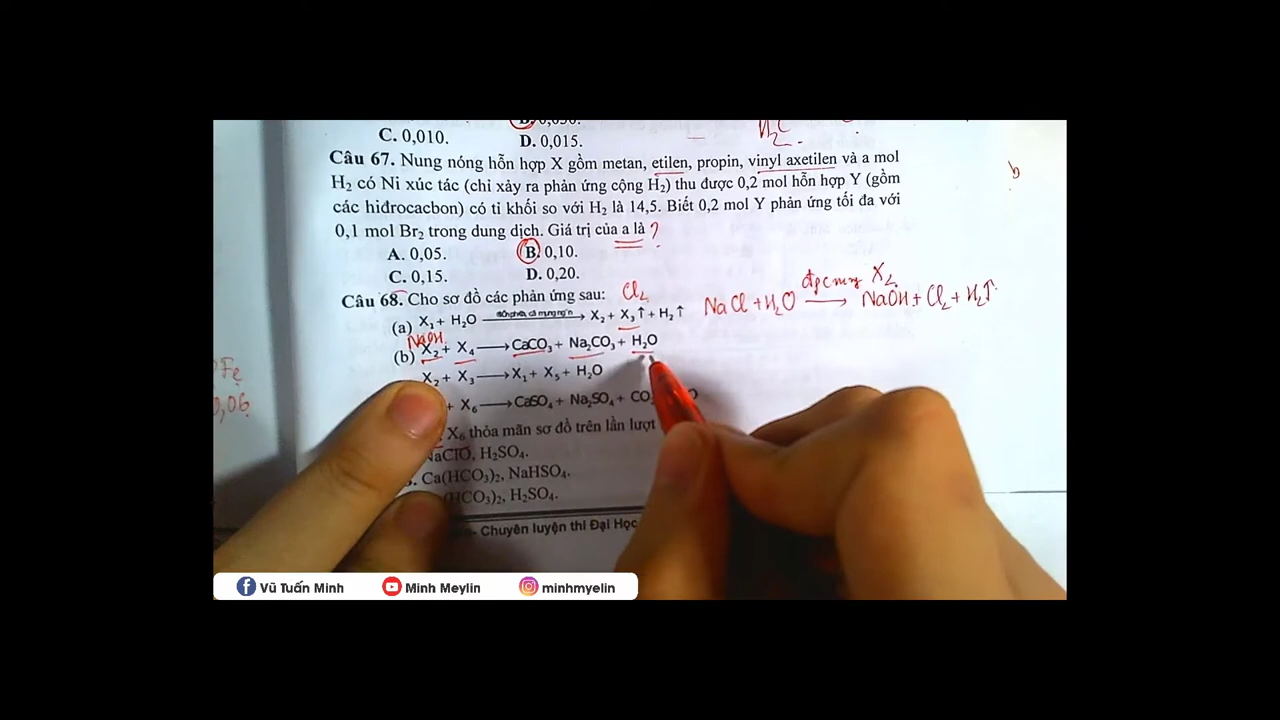 C. 0,010. D. 0,015.
H₂C
Câu 67. Nung nóng hỗn hợp X gồm metan, etilen, propin, vinyl axetilen và a mol
H₂ có Ni xúc tác (chỉ xảy ra phản ứng cộng H₂) thu được 0,2 mol hỗn hợp Y (gồm
các hiđrocacbon) có tỉ khối so với H₂ là 14,5. Biết 0,2 mol Y phản ứng tối đa với
0,1 mol Br₂ trong dung dịch. Giá trị của a là ?
A. 0,05. B. 0,10.
C. 0,15. D. 0,20.
b
Câu 68. Cho sơ đồ các phản ứng sau:
Cl₂
(a) X₁ + H₂O → X₂ + X₃↑ + H₂↑
X₂
NaCl + H₂O → NaOH + Cl₂ + H₂↑
NaOH
(b) X₂ + X₄ → CaCO₃ + Na₂CO₃ + H₂O
X₂ + X₃ → X₁ + X₅ + H₂O
+ X₆ → CaSO₄ + Na₂SO₄ + CO
Fe
0,06
X₆ thỏa mãn sơ đồ trên lần lượt
NaClO, H₂SO₄.
Ca(HCO₃)₂, NaHSO₄.
(HCO₃)₂, H₂SO₄.
- Chuyên luyện thi Đại Học
Vũ Tuấn Minh Minh Meylin minhmyelin